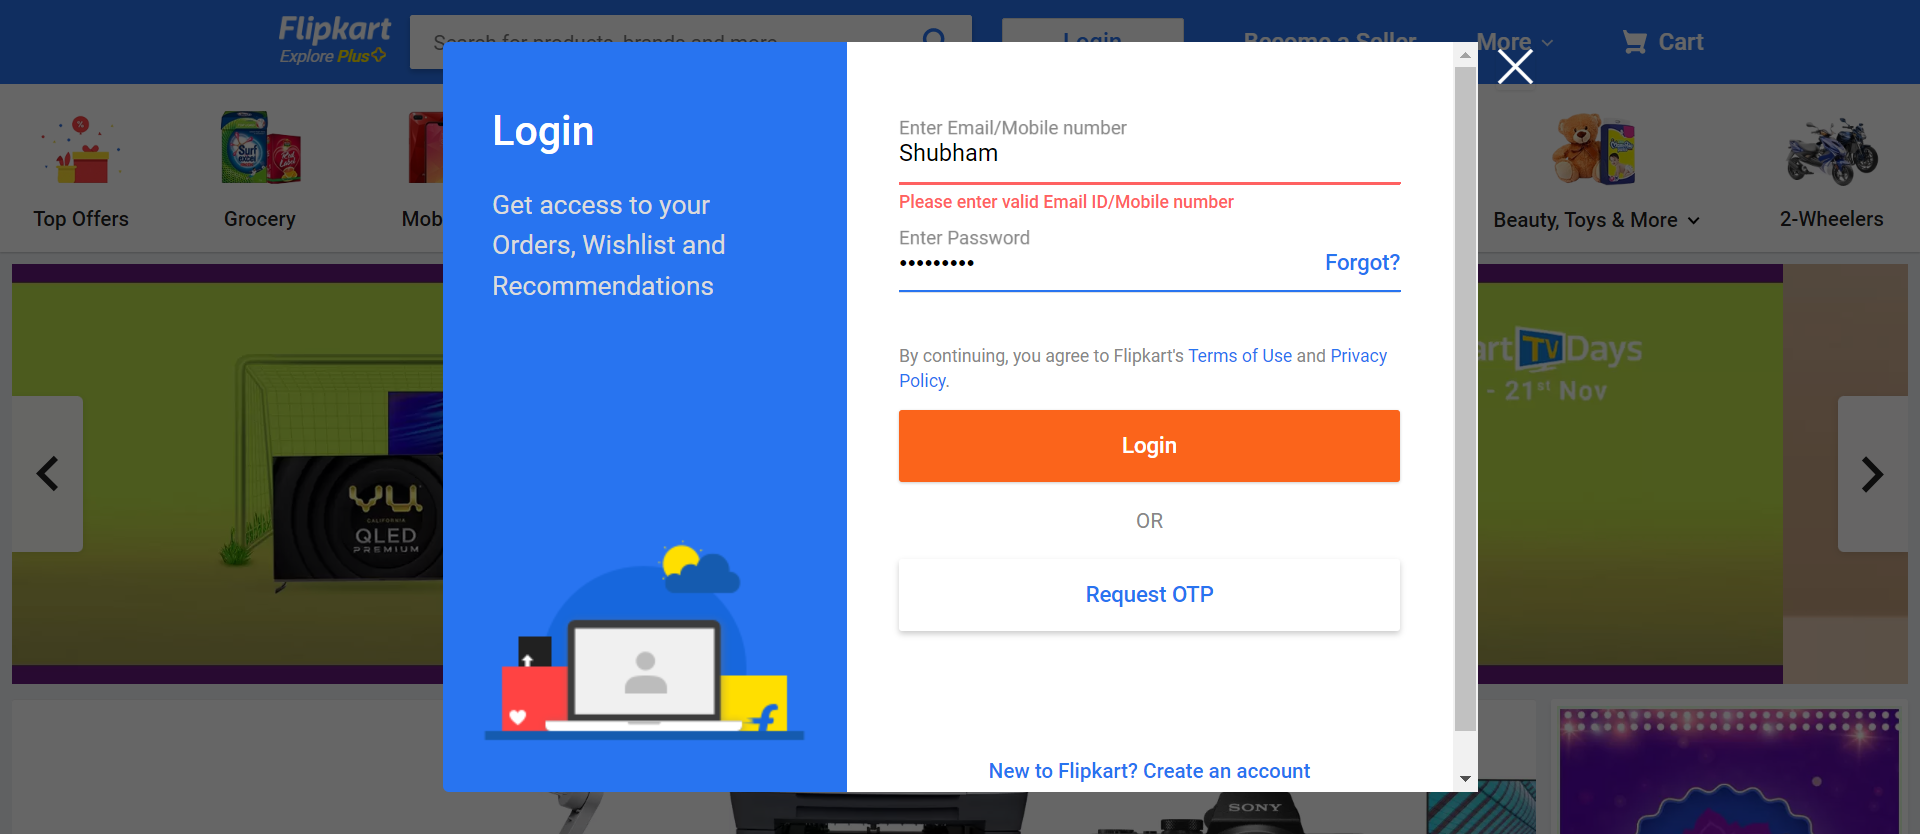 Flipkart
Explore Plus
Search for products, brands and more
Login
Become a Seller
More
Cart
Top Offers
Grocery
Mob
Beauty, Toys & More
2-Wheelers
Surf excel
Login
Get access to your
Orders, Wishlist and
Recommendations
Enter Email/Mobile number
Shubham
Please enter valid Email ID/Mobile number
Enter Password
•••••••••
Forgot?
By continuing, you agree to Flipkart's Terms of Use and Privacy
Policy.
Login
OR
Request OTP
New to Flipkart? Create an account
VU
CALIFORNIA
QLED
PREMIUM
art TV Days
- 21st Nov
SONY